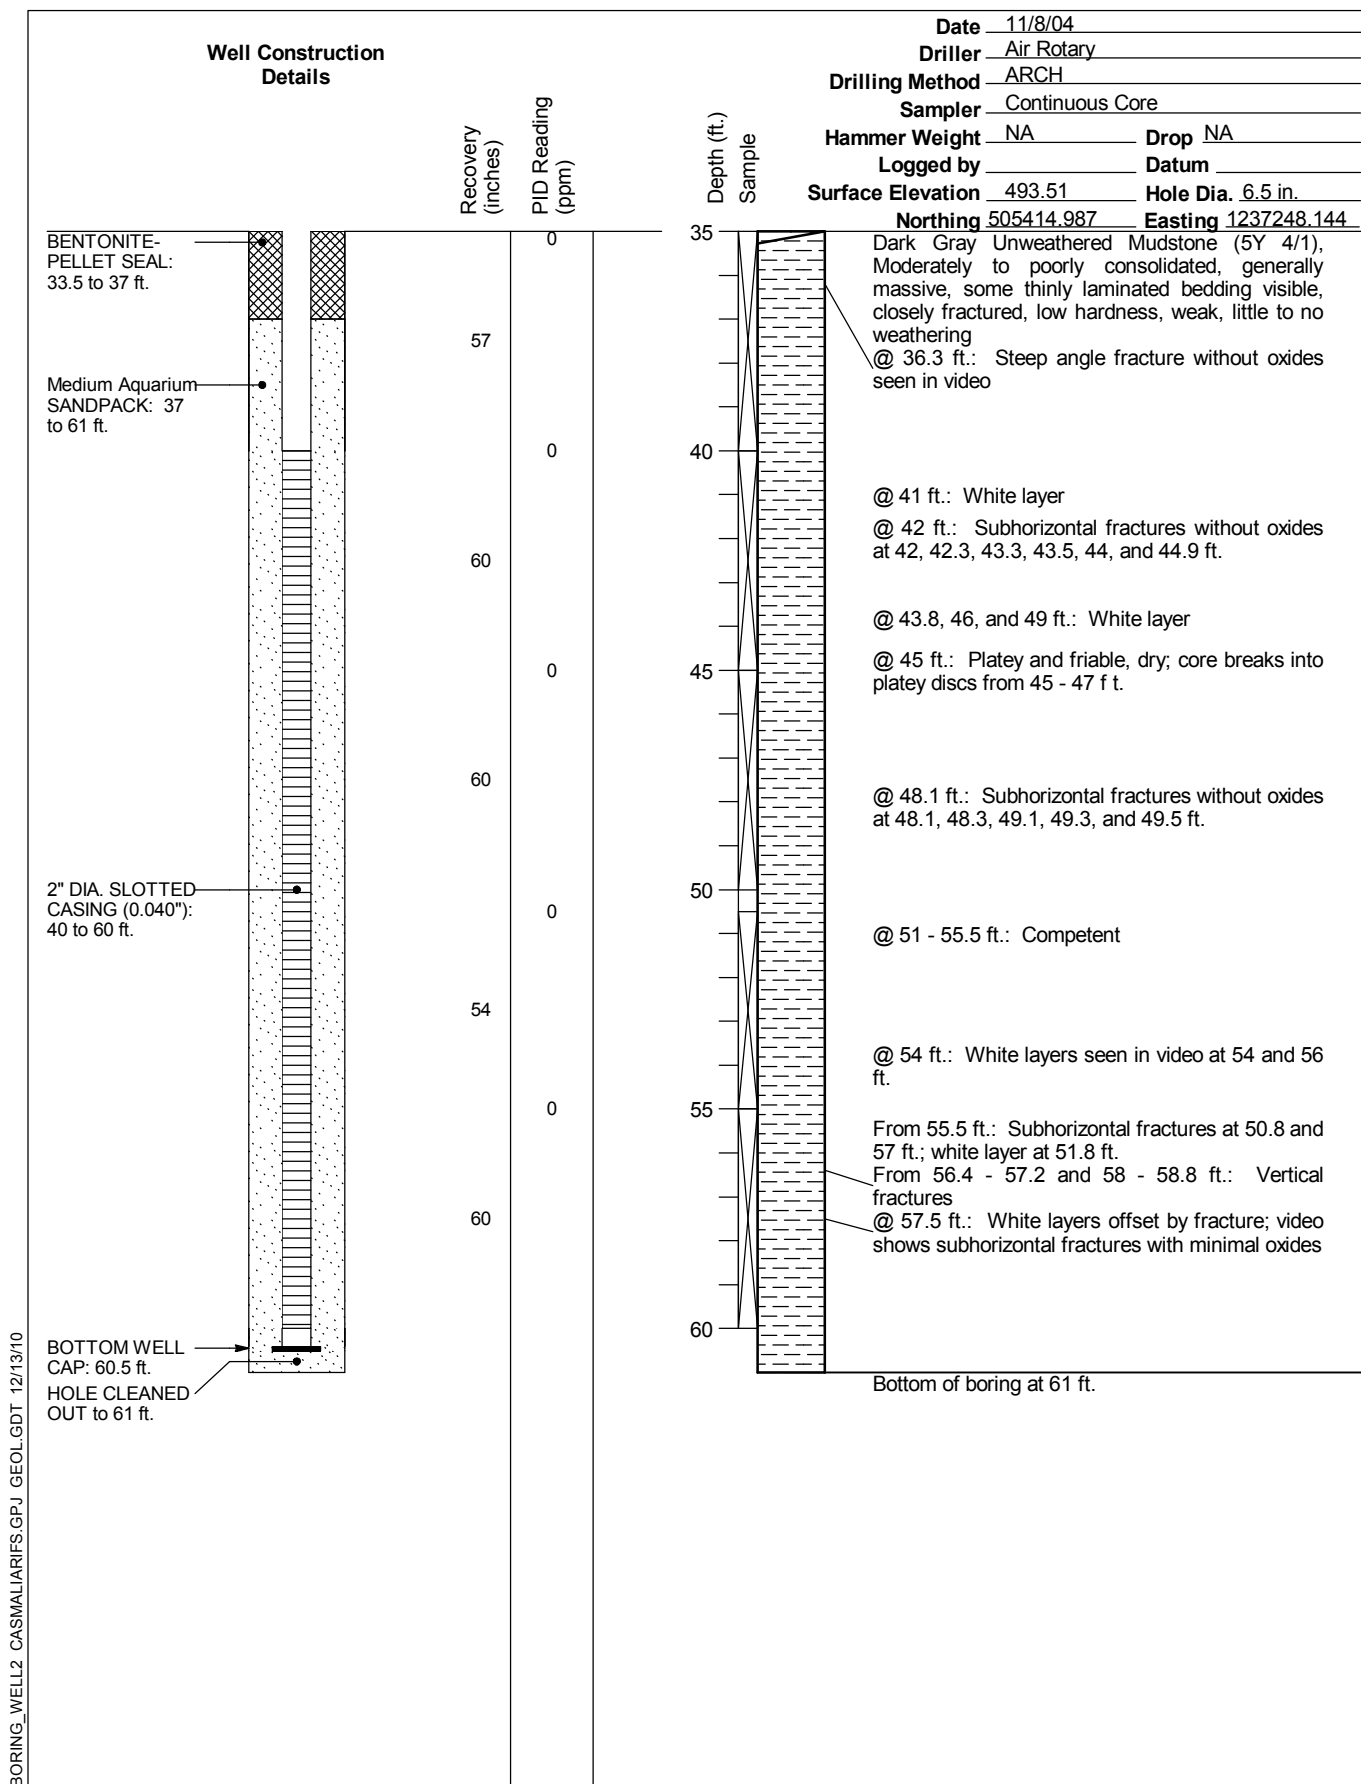 Well Construction
Details
Date 11/8/04
Driller Air Rotary
Drilling Method ARCH
Sampler Continuous Core
Hammer Weight NA Drop NA
Logged by Datum
Surface Elevation 493.51 Hole Dia. 6.5 in.
Northing 505414.987 Easting 1237248.144
Recovery
(inches)
PID Reading
(ppm)
Depth (ft.)
Sample
BENTONITE-
PELLET SEAL:
33.5 to 37 ft.
Medium Aquarium
SANDPACK: 37
to 61 ft.
2" DIA. SLOTTED
CASING (0.040"):
40 to 60 ft.
BOTTOM WELL
CAP: 60.5 ft.
HOLE CLEANED
OUT to 61 ft.
57
60
60
54
60
0
0
0
0
0
35
40
45
50
55
60
Dark Gray Unweathered Mudstone (5Y 4/1),
Moderately to poorly consolidated, generally
massive, some thinly laminated bedding visible,
closely fractured, low hardness, weak, little to no
weathering
@ 36.3 ft.: Steep angle fracture without oxides
seen in video
@ 41 ft.: White layer
@ 42 ft.: Subhorizontal fractures without oxides
at 42, 42.3, 43.3, 43.5, 44, and 44.9 ft.
@ 43.8, 46, and 49 ft.: White layer
@ 45 ft.: Platey and friable, dry; core breaks into
platey discs from 45 - 47 f t.
@ 48.1 ft.: Subhorizontal fractures without oxides
at 48.1, 48.3, 49.1, 49.3, and 49.5 ft.
@ 51 - 55.5 ft.: Competent
@ 54 ft.: White layers seen in video at 54 and 56
ft.
From 55.5 ft.: Subhorizontal fractures at 50.8 and
57 ft.; white layer at 51.8 ft.
From 56.4 - 57.2 and 58 - 58.8 ft.: Vertical
fractures
@ 57.5 ft.: White layers offset by fracture; video
shows subhorizontal fractures with minimal oxides
Bottom of boring at 61 ft.
BORING_WELL2 CASMALIARIFS.GPJ GEOL.GDT 12/13/10